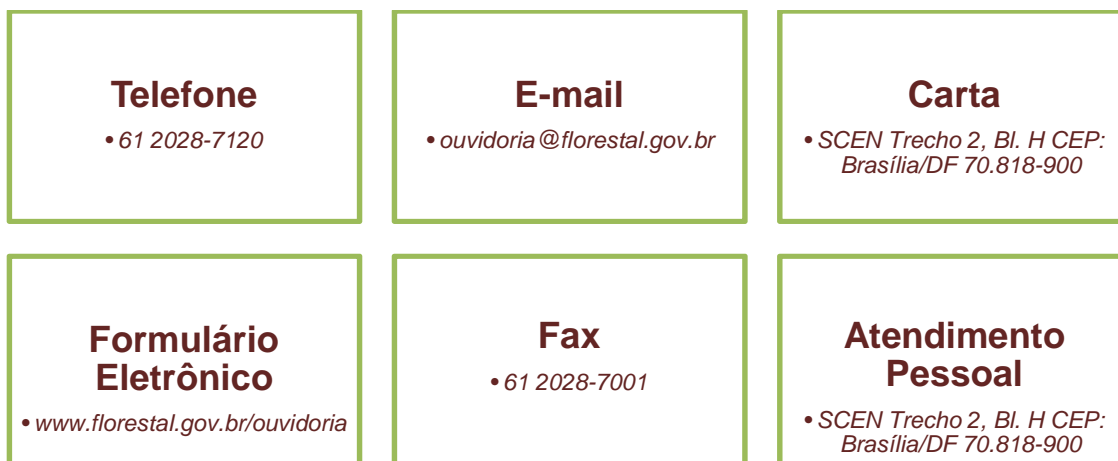 Telefone
• 61 2028-7120
E-mail
• ouvidoria@florestal.gov.br
Carta
• SCEN Trecho 2, Bl. H CEP:
Brasília/DF 70.818-900
Formulário
Eletrônico
• www.florestal.gov.br/ouvidoria
Fax
• 61 2028-7001
Atendimento
Pessoal
• SCEN Trecho 2, Bl. H CEP:
Brasília/DF 70.818-900